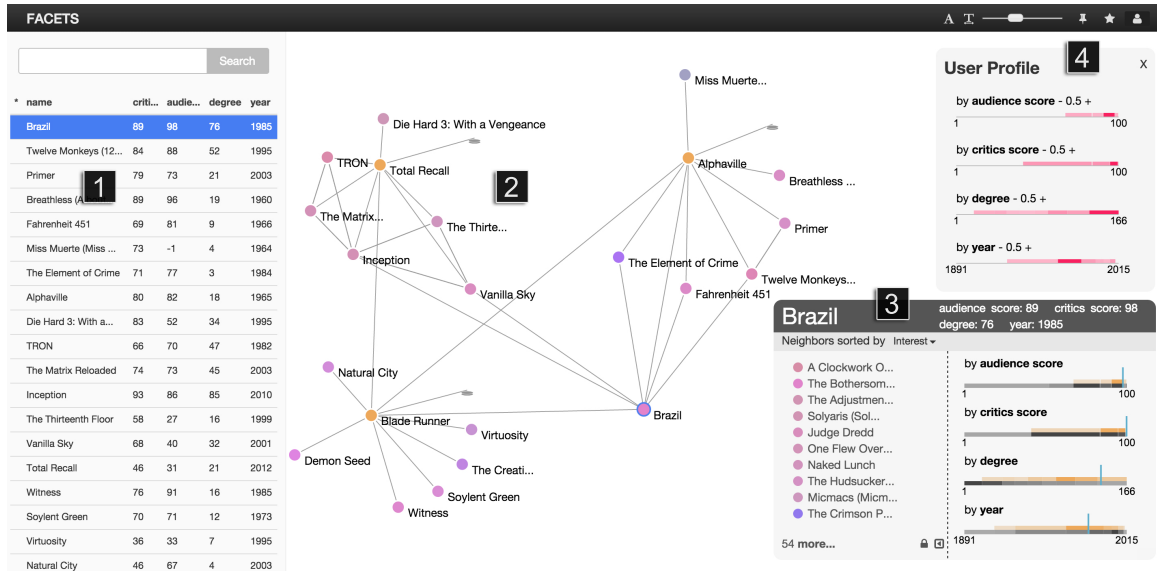 FACETS
A T
Search
* name criti... audie... degree year
Brazil 89 98 76 1985
Twelve Monkeys (12... 84 88 52 1995
Primer 79 73 21 2003
Breathless (A 89 96 19 1960
Fahrenheit 451 69 81 9 1966
Miss Muerte (Miss ... 73 -1 4 1964
The Element of Crime 71 77 3 1984
Alphaville 80 82 18 1965
Die Hard 3: With a... 83 52 34 1995
TRON 66 70 47 1982
The Matrix Reloaded 74 73 45 2003
Inception 93 86 85 2010
The Thirteenth Floor 58 27 16 1999
Vanilla Sky 68 40 32 2001
Total Recall 46 31 21 2012
Witness 76 91 16 1985
Soylent Green 70 71 12 1973
Virtuosity 36 33 7 1995
Natural City 46 67 4 2003
1
2
Miss Muerte...
Die Hard 3: With a Vengeance
TRON
Total Recall
Alphaville
Breathless ...
The Matrix...
The Thirte...
Primer
Inception
The Element of Crime
Twelve Monkeys...
Vanilla Sky
Fahrenheit 451
Natural City
Brazil
Blade Runner
Virtuosity
Demon Seed
The Creati...
Soylent Green
Witness
User Profile
4
X
by audience score - 0.5 +
1 100
by critics score - 0.5 +
1 100
by degree - 0.5 +
1 166
by year - 0.5 +
1891 2015
Brazil
3
audience score: 89 critics score: 98
degree: 76 year: 1985
Neighbors sorted by Interest
A Clockwork O...
The Bothersom...
The Adjustmen...
Solyaris (Sol...
Judge Dredd
One Flew Over...
Naked Lunch
The Hudsucker...
Micmacs (Micm...
The Crimson P...
54 more...
by audience score
1 100
by critics score
1 100
by degree
1 166
by year
1891 2015